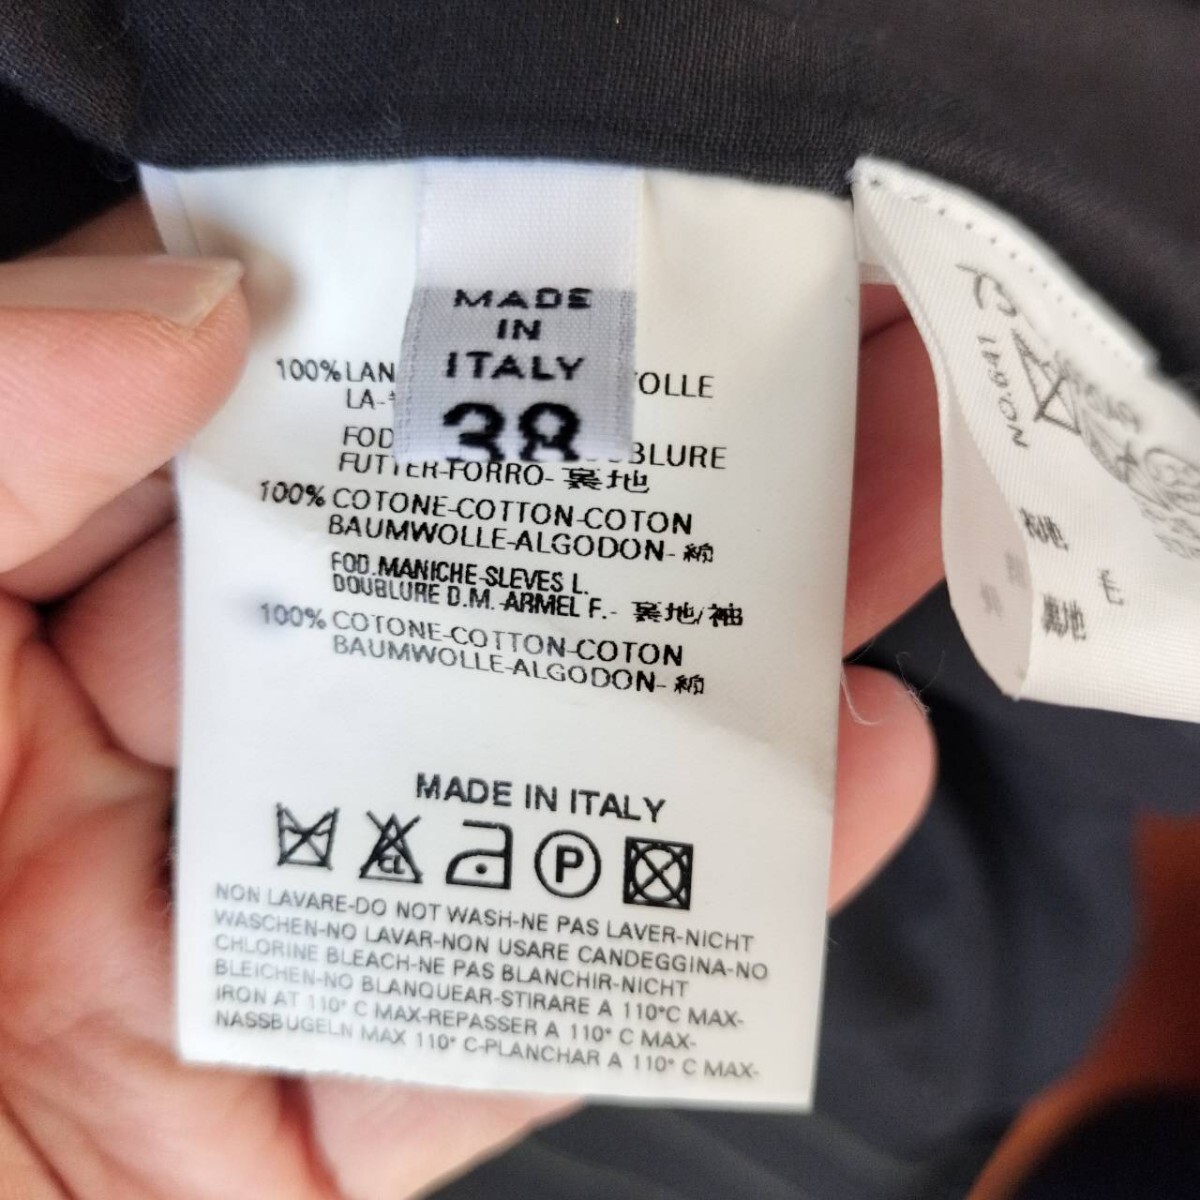 MADE
IN
ITALY
38
100% LAN OLLE
LA-
FOD BLURE
FUTTER-FORRO- 裏地
100% COTONE-COTTON-COTON
BAUMWOLLE-ALGODON- 綿
FOD.MANICHE-SLEVES L.
DOUBLURE D.M.-ARMEL F.- 裏地/袖
100% COTONE-COTTON-COTON
BAUMWOLLE-ALGODON- 綿
MADE IN ITALY
CL P
NON LAVARE-DO NOT WASH-NE PAS LAVER-NICHT
WASCHEN-NO LAVAR-NON USARE CANDEGGINA-NO
CHLORINE BLEACH-NE PAS BLANCHIR-NICHT
BLEICHEN-NO BLANQUEAR-STIRARE A 110°C MAX-
IRON AT 110° C MAX-REPASSER A 110° C MAX-
NASSBUGELN MAX 110° C-PLANCHAR A 110° C MAX-
NO.641
裏地